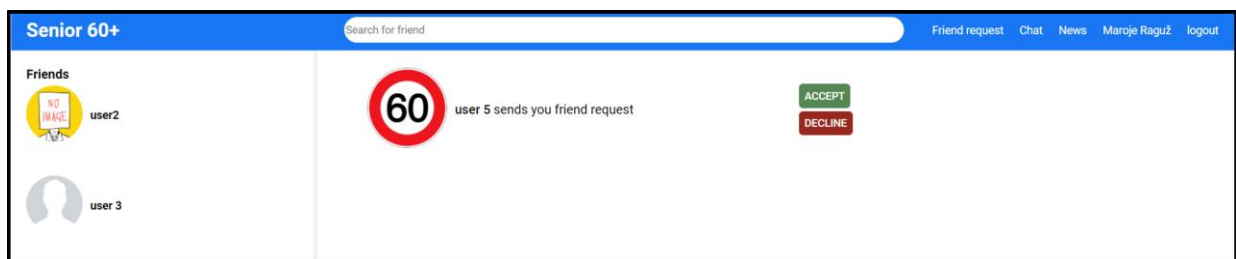 Senior 60+
Search for friend
Friend request Chat News Maroje Raguž logout
Friends
NO
IMAGE
user2
user 3
60
user 5 sends you friend request
ACCEPT
DECLINE